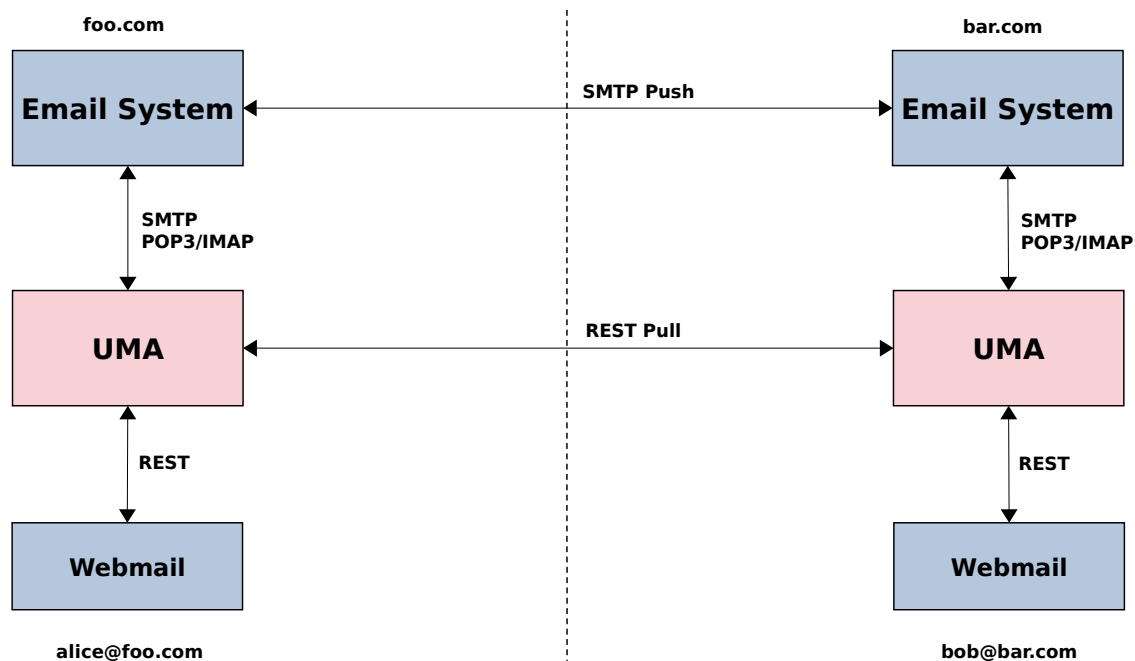 foo.com
bar.com
Email System
SMTP Push
Email System
SMTP
POP3/IMAP
SMTP
POP3/IMAP
UMA
REST Pull
UMA
REST
REST
Webmail
Webmail
alice@foo.com
bob@bar.com